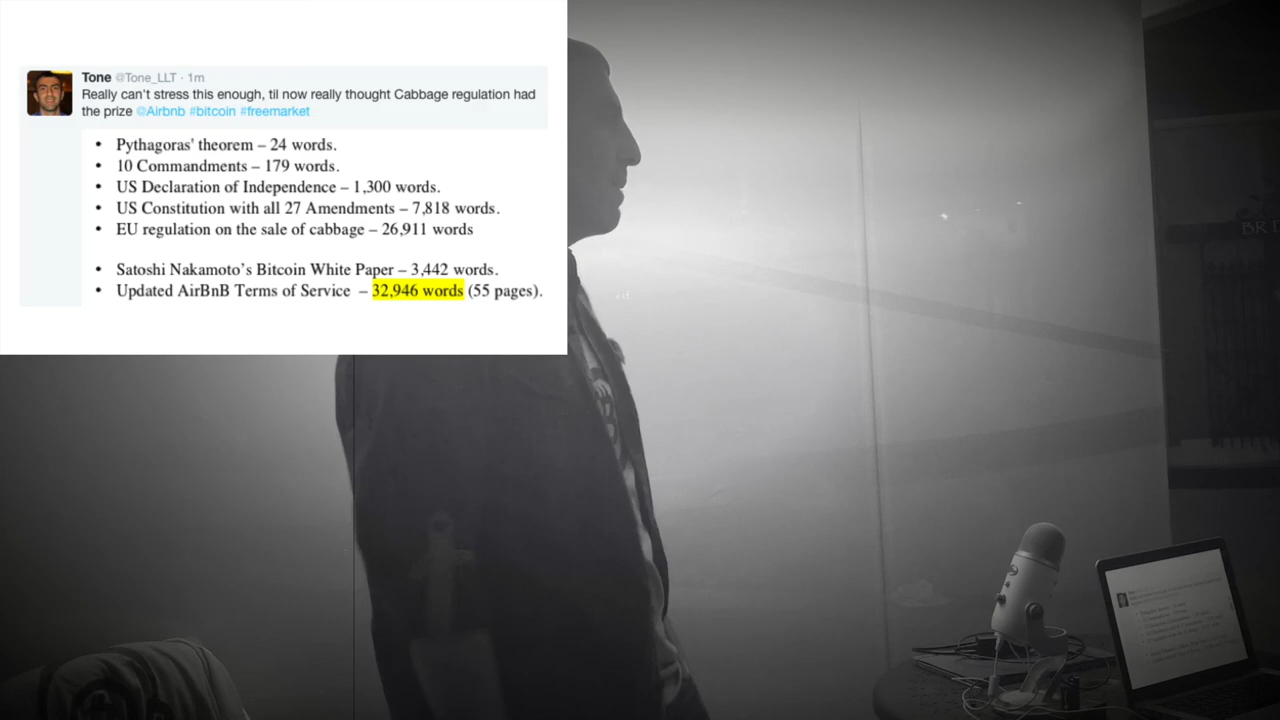 Tone @Tone_LLT · 1m
Really can't stress this enough, til now really thought Cabbage regulation had
the prize @Airbnb #bitcoin #freemarket
• Pythagoras' theorem – 24 words.
• 10 Commandments – 179 words.
• US Declaration of Independence – 1,300 words.
• US Constitution with all 27 Amendments – 7,818 words.
• EU regulation on the sale of cabbage – 26,911 words
• Satoshi Nakamoto’s Bitcoin White Paper – 3,442 words.
• Updated AirBnB Terms of Service – 32,946 words (55 pages).